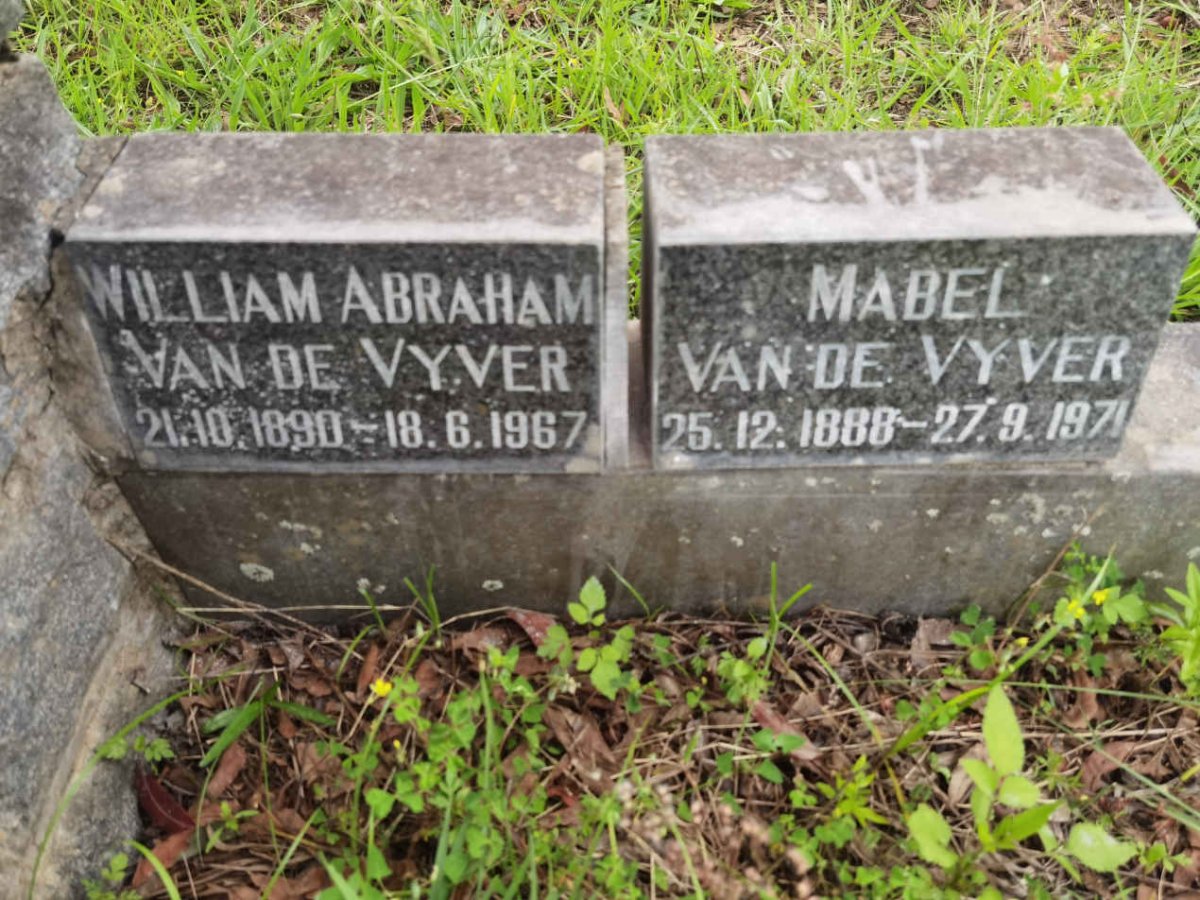 WILLIAM ABRAHAM
VAN DE VYVER
21.10.1890-18.6.1967
MABEL
VAN DE VYVER
25.12.1888-27.9.1971